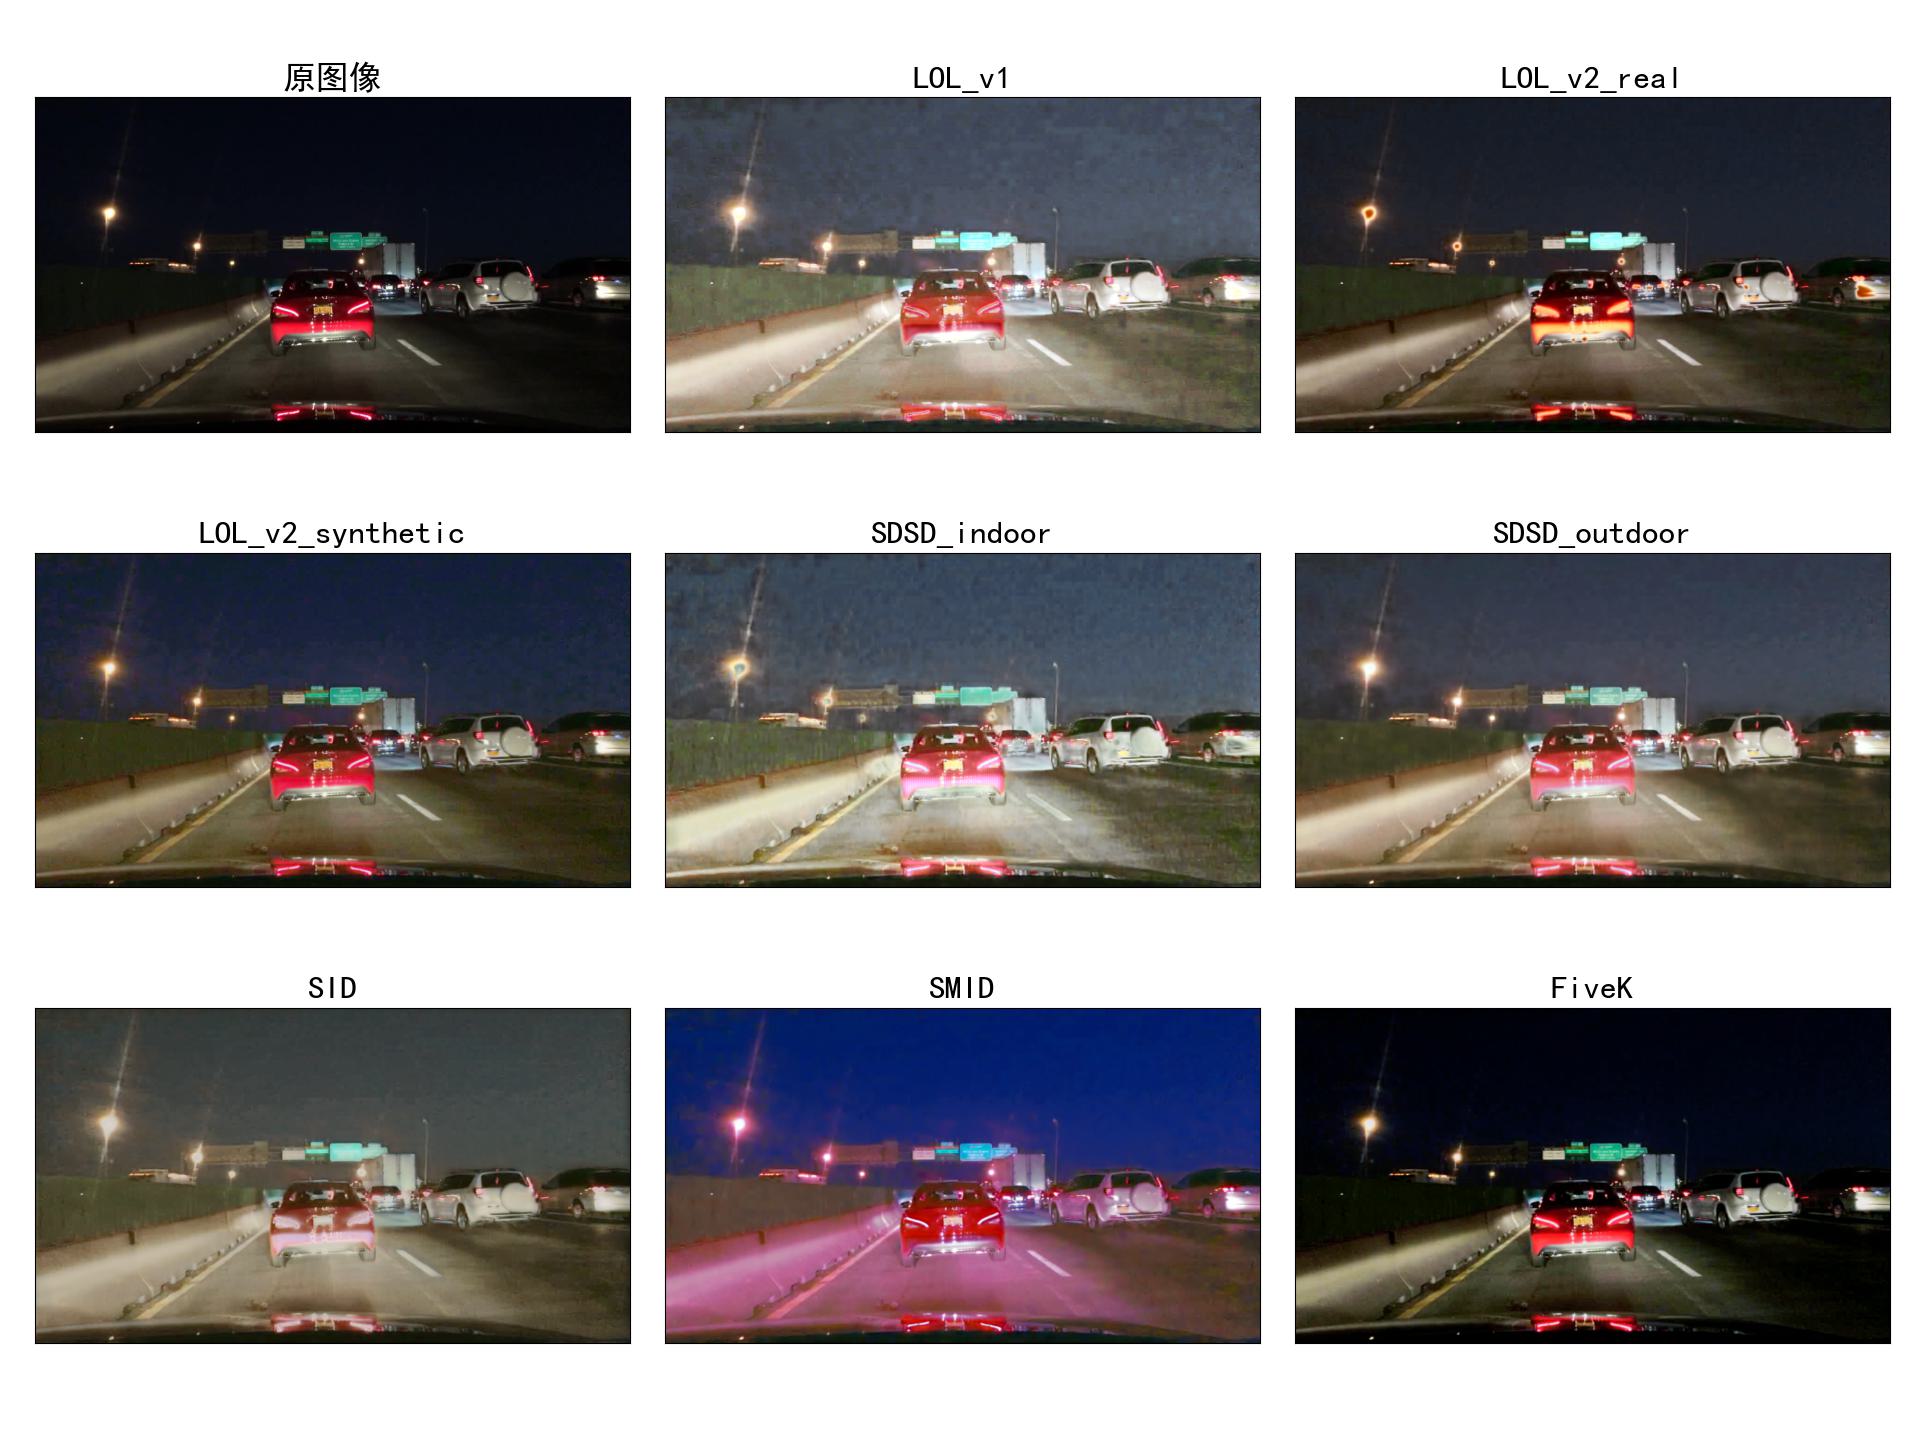 原图像
LOL_v1
LOL_v2_real
LOL_v2_synthetic
SDSD_indoor
SDSD_outdoor
SID
SMID
FiveK